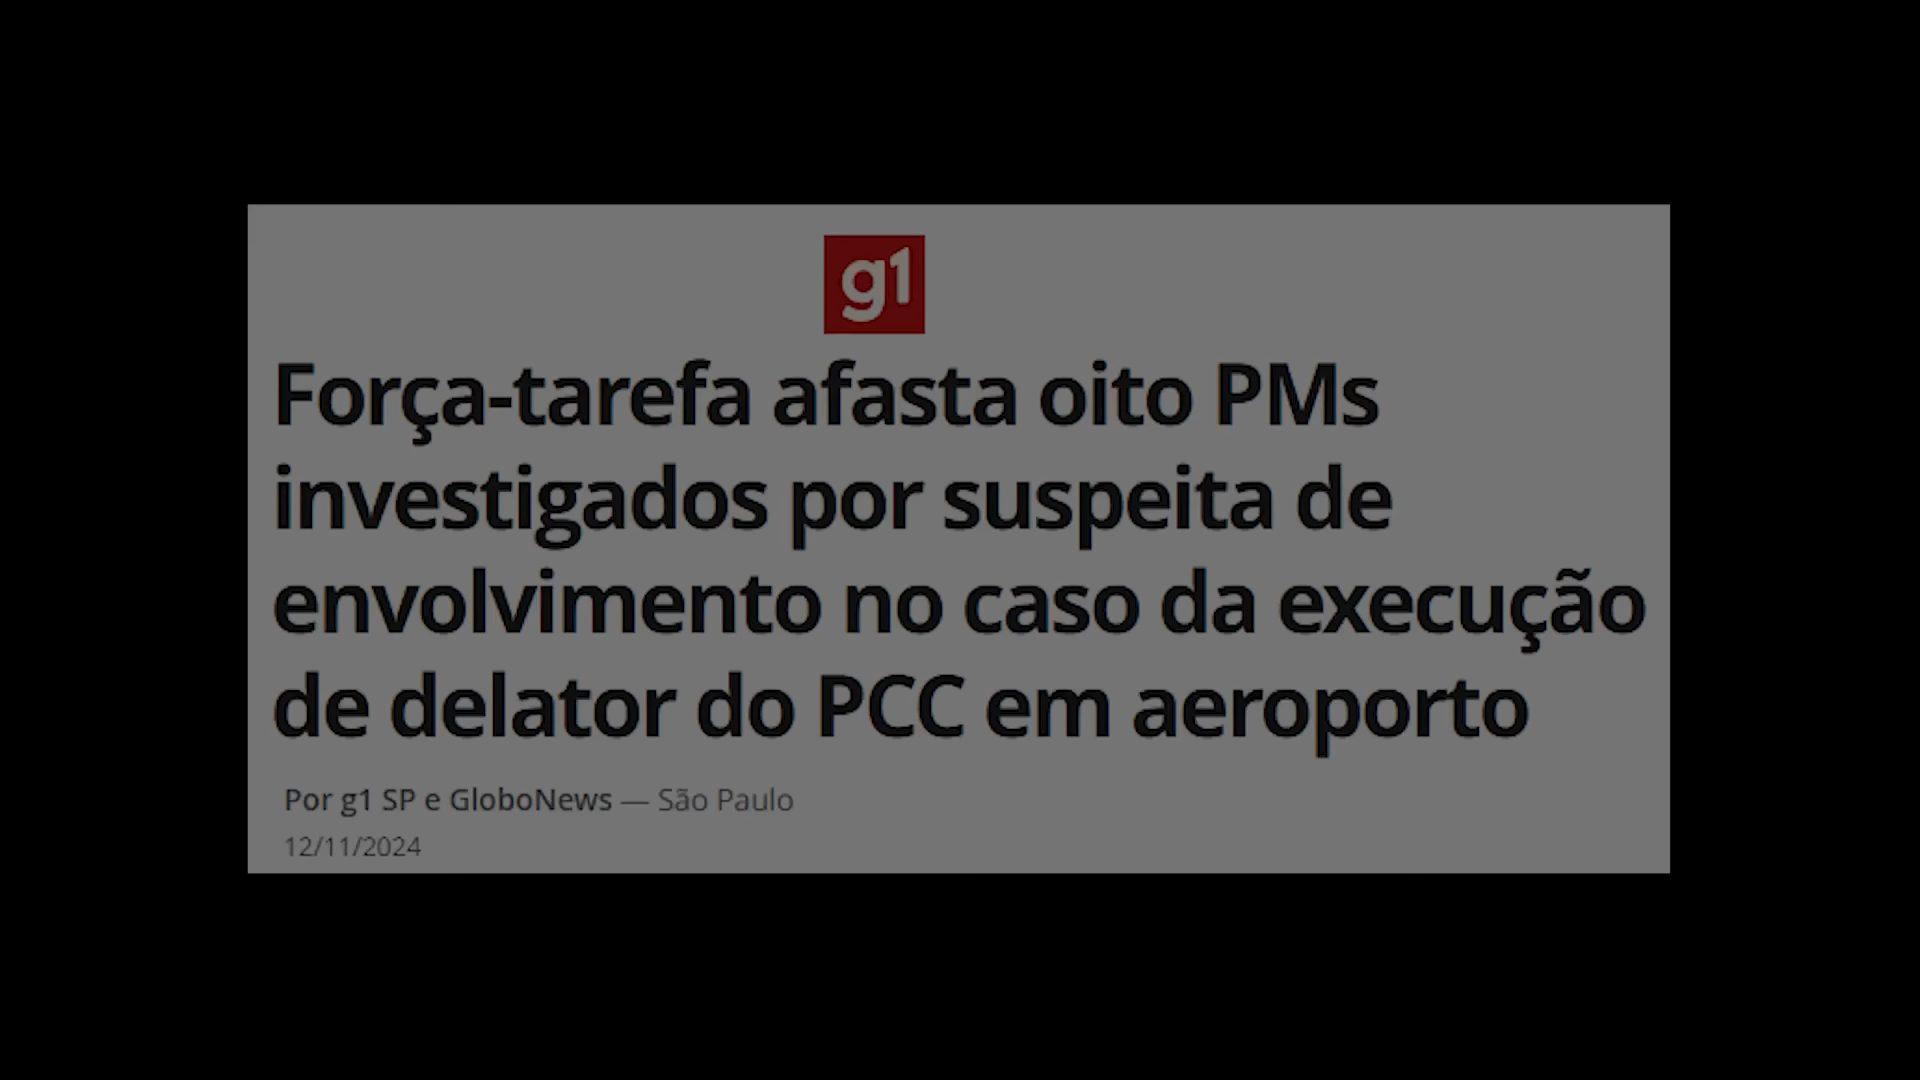 g1
Força-tarefa afasta oito PMs
investigados por suspeita de
envolvimento no caso da execução
de delator do PCC em aeroporto
Por g1 SP e GloboNews — São Paulo
12/11/2024